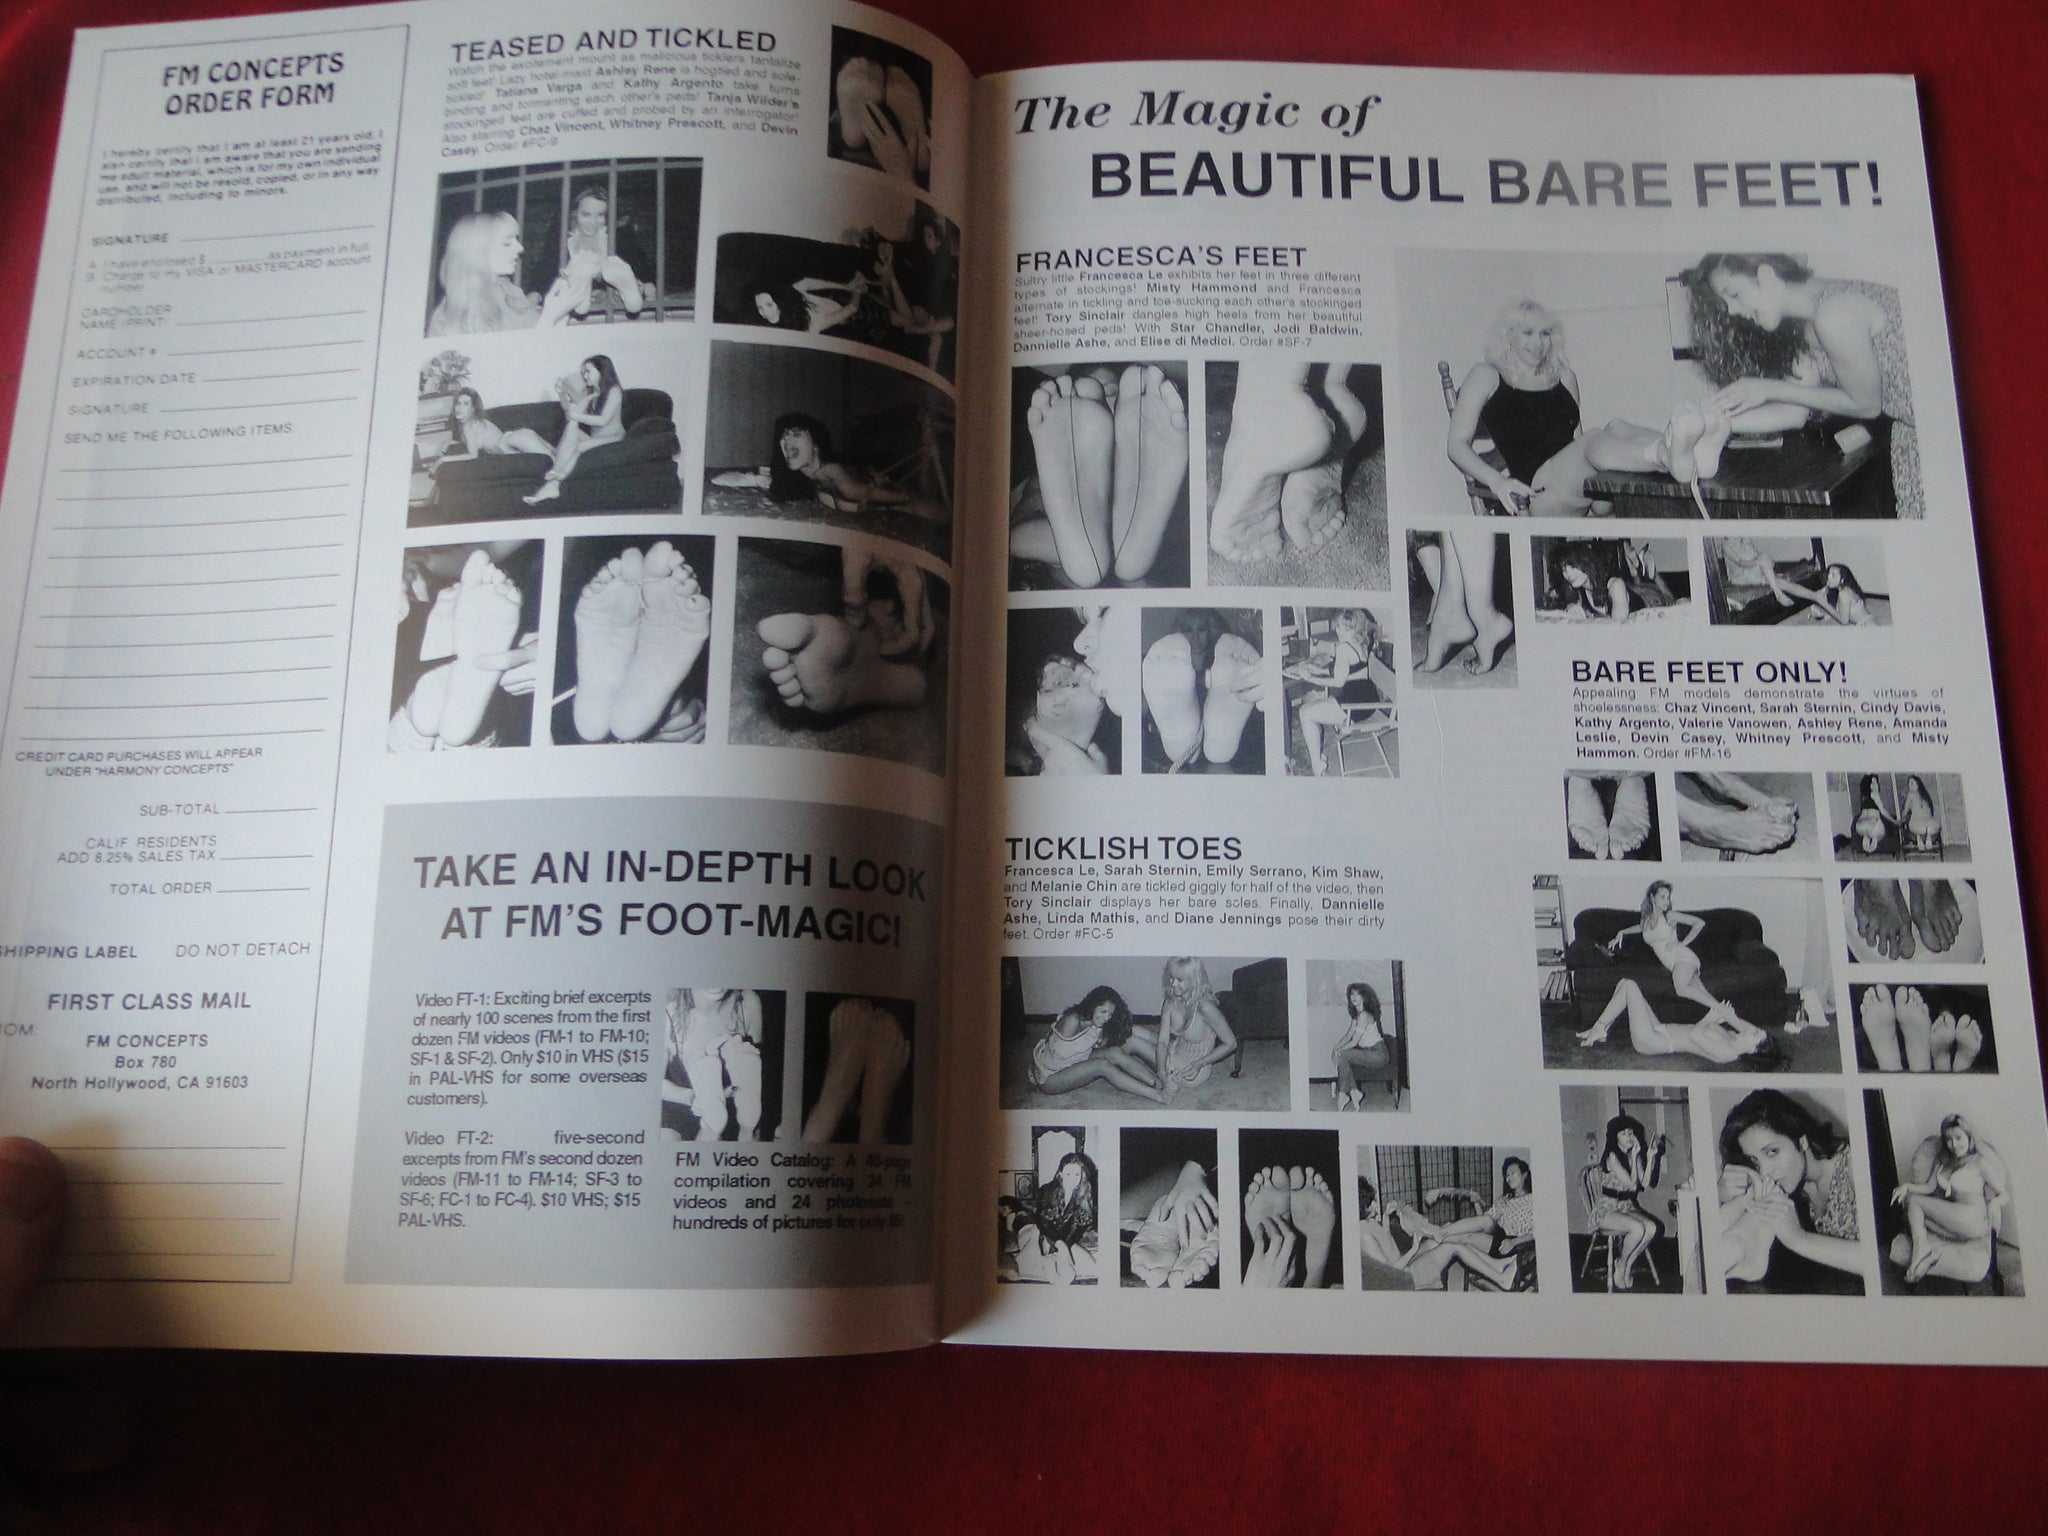 FM CONCEPTS
ORDER FORM
I hereby certify that I am at least 21 years old. I
also certify that I am aware that you are sending
me adult material, which is for my own individual
use, and will not be resold, copied, or in any way
distributed, including to minors.
SIGNATURE
A. I have enclosed $ as payment in full.
B. Charge to my VISA or MASTERCARD account
number.
CARDHOLDER
NAME (PRINT)
ACCOUNT #
EXPIRATION DATE
SIGNATURE
SEND ME THE FOLLOWING ITEMS
CREDIT CARD PURCHASES WILL APPEAR
UNDER "HARMONY CONCEPTS"
SUB-TOTAL
CALIF. RESIDENTS
ADD 8.25% SALES TAX
TOTAL ORDER
SHIPPING LABEL DO NOT DETACH
FIRST CLASS MAIL
OM:
FM CONCEPTS
Box 780
North Hollywood, CA 91603
TEASED AND TICKLED
Watch the excitement mount as malicious ticklers tantalize
soft feet! Lazy hotel-maid Ashley Rene is hogtied and sole-
tickled! Tatiana Varga and Kathy Argento take turns
binding and tormenting each other's peds! Tanja Wilder's
stockinged feet are cuffed and probed by an interrogator!
Also starring Chaz Vincent, Whitney Prescott, and Devin
Casey. Order #FC-9
TAKE AN IN-DEPTH LOOK
AT FM'S FOOT-MAGIC!
Video FT-1: Exciting brief excerpts
of nearly 100 scenes from the first
dozen FM videos (FM-1 to FM-10;
SF-1 & SF-2). Only $10 in VHS ($15
in PAL-VHS for some overseas
customers).
Video FT-2: five-second
excerpts from FM's second dozen
videos (FM-11 to FM-14; SF-3 to
SF-6; FC-1 to FC-4). $10 VHS; $15
PAL-VHS.
FM Video Catalog: A 40-page
compilation covering 24 FM
videos and 24 photosets --
hundreds of pictures for only
The Magic of
BEAUTIFUL BARE FEET!
FRANCESCA'S FEET
Sultry little Francesca Le exhibits her feet in three different
types of stockings! Misty Hammond and Francesca
alternate in tickling and toe-sucking each other's stockinged
feet! Tory Sinclair dangles high heels from her beautiful
sheer-hosed peds! With Star Chandler, Jodi Baldwin,
Dannielle Ashe, and Elise di Medici. Order #SF-7
BARE FEET ONLY!
Appealing FM models demonstrate the virtues of
shoelessness: Chaz Vincent, Sarah Sternin, Cindy Davis,
Kathy Argento, Valerie Vanowen, Ashley Rene, Amanda
Leslie, Devin Casey, Whitney Prescott, and Misty
Hammon. Order #FM-16
TICKLISH TOES
Francesca Le, Sarah Sternin, Emily Serrano, Kim Shaw,
and Melanie Chin are tickled giggly for half of the video, then
Tory Sinclair displays her bare soles. Finally, Dannielle
Ashe, Linda Mathis, and Diane Jennings pose their dirty
feet. Order #FC-5